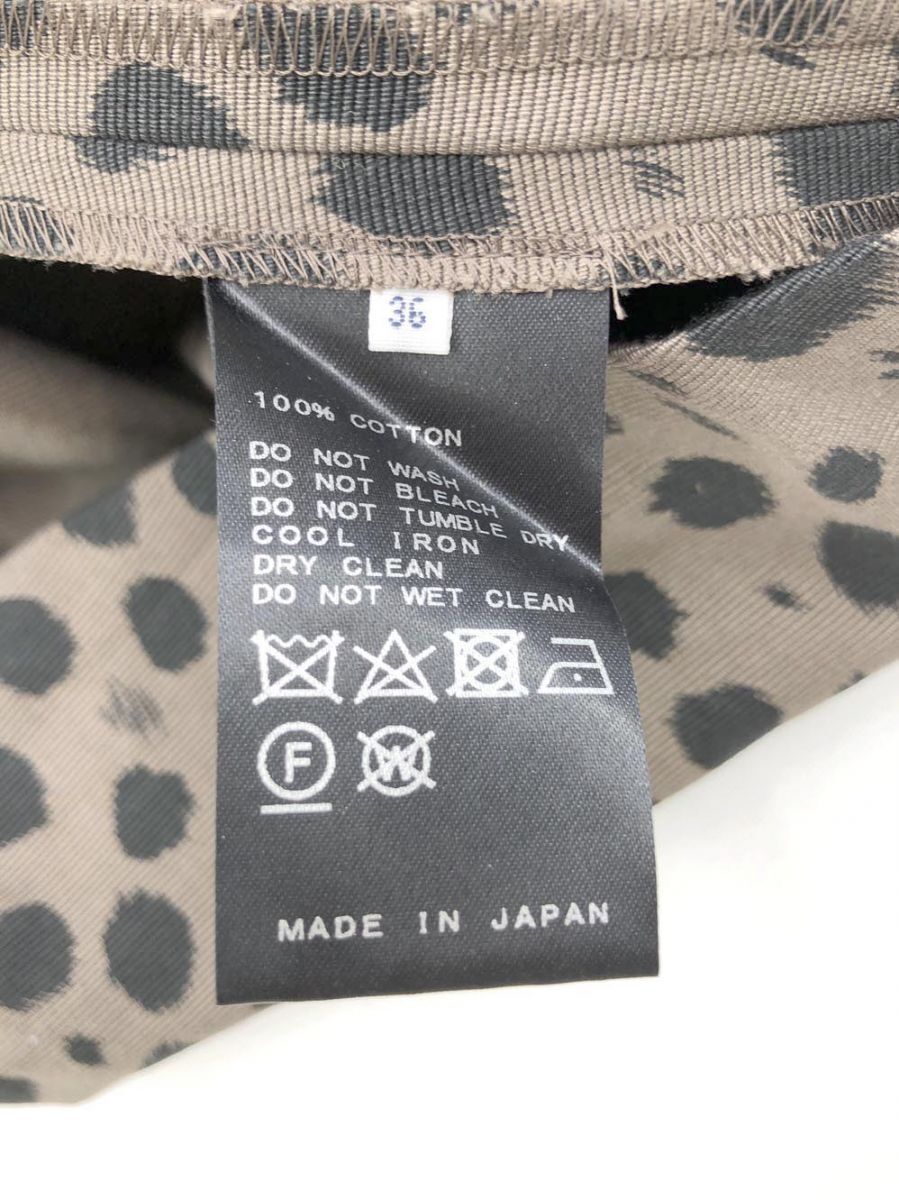 36
100% COTTON
DO NOT WASH
DO NOT BLEACH
DO NOT TUMBLE DRY
COOL IRON
DRY CLEAN
DO NOT WET CLEAN
F W
MADE IN JAPAN